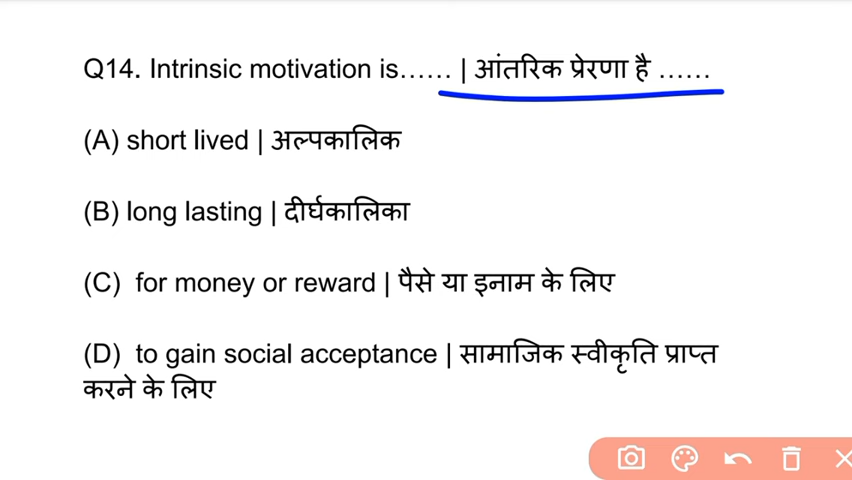 Q14. Intrinsic motivation is…… | आंतरिक प्रेरणा है ……
(A) short lived | अल्पकालिक
(B) long lasting | दीर्घकालिका
(C) for money or reward | पैसे या इनाम के लिए
(D) to gain social acceptance | सामाजिक स्वीकृति प्राप्त
करने के लिए